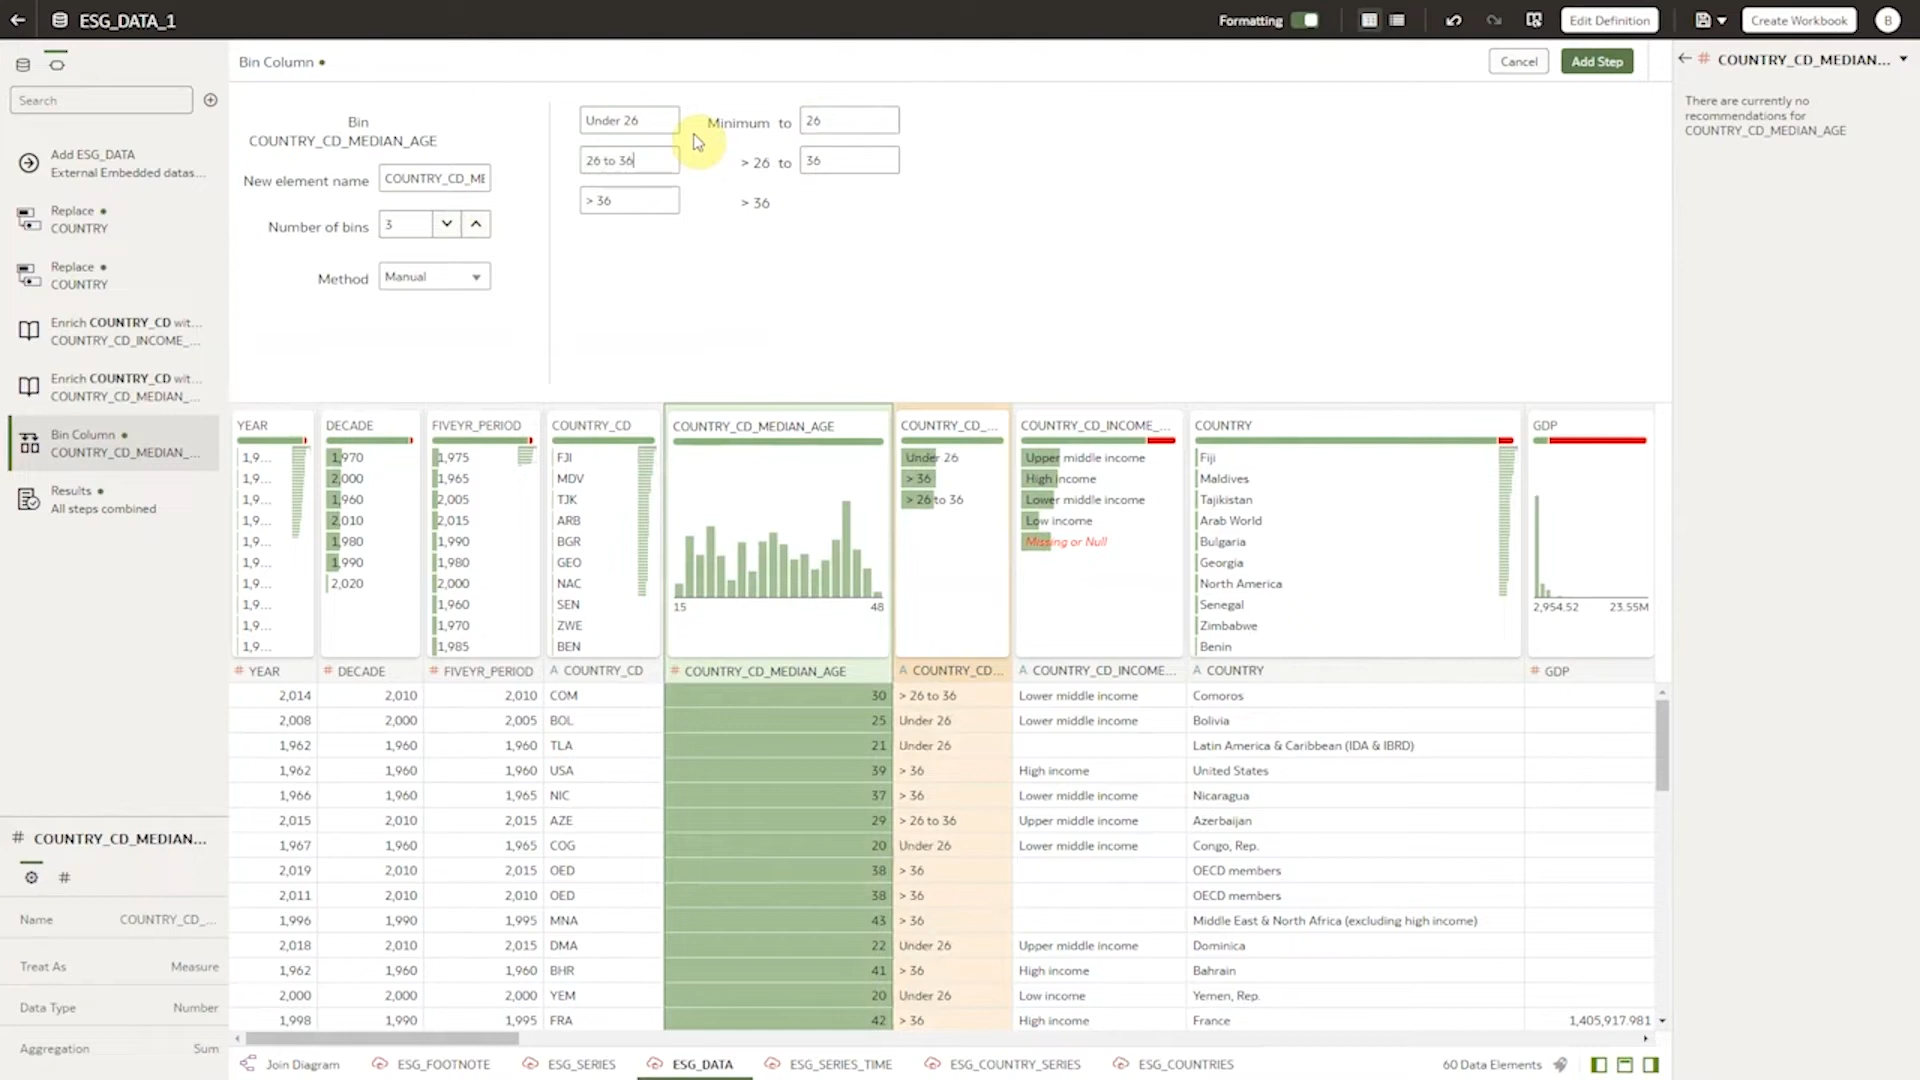 ESG_DATA_1
Formatting
Edit Definition
Create Workbook
B
Search
Add ESG_DATA
External Embedded datas...
Replace
COUNTRY
Replace
COUNTRY
Enrich COUNTRY_CD wit...
COUNTRY_CD_INCOME_...
Enrich COUNTRY_CD wit...
COUNTRY_CD_MEDIAN_...
Bin Column
COUNTRY_CD_MEDIAN_...
Results
All steps combined
# COUNTRY_CD_MEDIAN...
#
Name COUNTRY_CD_...
Treat As Measure
Data Type Number
Aggregation Sum
Bin Column
Cancel
Add Step
Bin
COUNTRY_CD_MEDIAN_AGE
New element name COUNTRY_CD_ME
Number of bins 3
Method Manual
Under 26 Minimum to 26
26 to 36 > 26 to 36
> 36 > 36
# COUNTRY_CD_MEDIAN...
There are currently no
recommendations for
COUNTRY_CD_MEDIAN_AGE
YEAR
1,9...
1,9...
1,9...
1,9...
1,9...
1,9...
1,9...
1,9...
1,9...
1,9...
DECADE
1,970
2,000
1,960
2,010
1,980
1,990
2,020
FIVEYR_PERIOD
1,975
1,965
2,005
2,015
1,990
1,980
2,000
1,960
1,970
1,985
COUNTRY_CD
FJI
MDV
TJK
ARB
BGR
GEO
NAC
SEN
ZWE
BEN
COUNTRY_CD_MEDIAN_AGE
15 48
COUNTRY_CD_...
Under 26
> 36
> 26 to 36
COUNTRY_CD_INCOME_...
Upper middle income
High income
Lower middle income
Low income
Missing or Null
COUNTRY
Fiji
Maldives
Tajikistan
Arab World
Bulgaria
Georgia
North America
Senegal
Zimbabwe
Benin
GDP
2,954.52 23.55M
# YEAR # DECADE # FIVEYR_PERIOD A COUNTRY_CD # COUNTRY_CD_MEDIAN_AGE A COUNTRY_CD... A COUNTRY_CD_INCOME... A COUNTRY # GDP
2,014 2,010 2,010 COM 30 > 26 to 36 Lower middle income Comoros
2,008 2,000 2,005 BOL 25 Under 26 Lower middle income Bolivia
1,962 1,960 1,960 TLA 21 Under 26 Latin America & Caribbean (IDA & IBRD)
1,962 1,960 1,960 USA 39 > 36 High income United States
1,966 1,960 1,965 NIC 37 > 36 Lower middle income Nicaragua
2,015 2,010 2,015 AZE 29 > 26 to 36 Upper middle income Azerbaijan
1,967 1,960 1,965 COG 20 Under 26 Lower middle income Congo, Rep.
2,019 2,010 2,015 OED 38 > 36 OECD members
2,011 2,010 2,010 OED 38 > 36 OECD members
1,996 1,990 1,995 MNA 43 > 36 Middle East & North Africa (excluding high income)
2,018 2,010 2,015 DMA 22 Under 26 Upper middle income Dominica
1,962 1,960 1,960 BHR 41 > 36 High income Bahrain
2,000 2,000 2,000 YEM 20 Under 26 Low income Yemen, Rep.
1,998 1,990 1,995 FRA 42 > 36 High income France 1,405,917.981
Join Diagram ESG_FOOTNOTE ESG_SERIES ESG_DATA ESG_SERIES_TIME ESG_COUNTRY_SERIES ESG_COUNTRIES 60 Data Elements